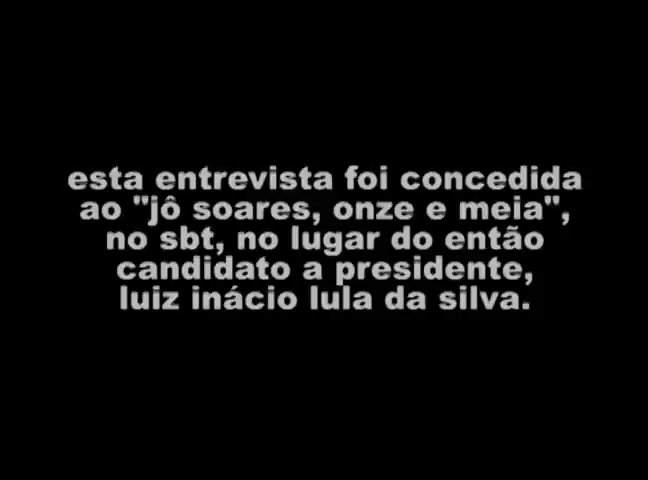 esta entrevista foi concedida
ao "jô soares, onze e meia",
no sbt, no lugar do então
candidato a presidente,
luiz inácio lula da silva.